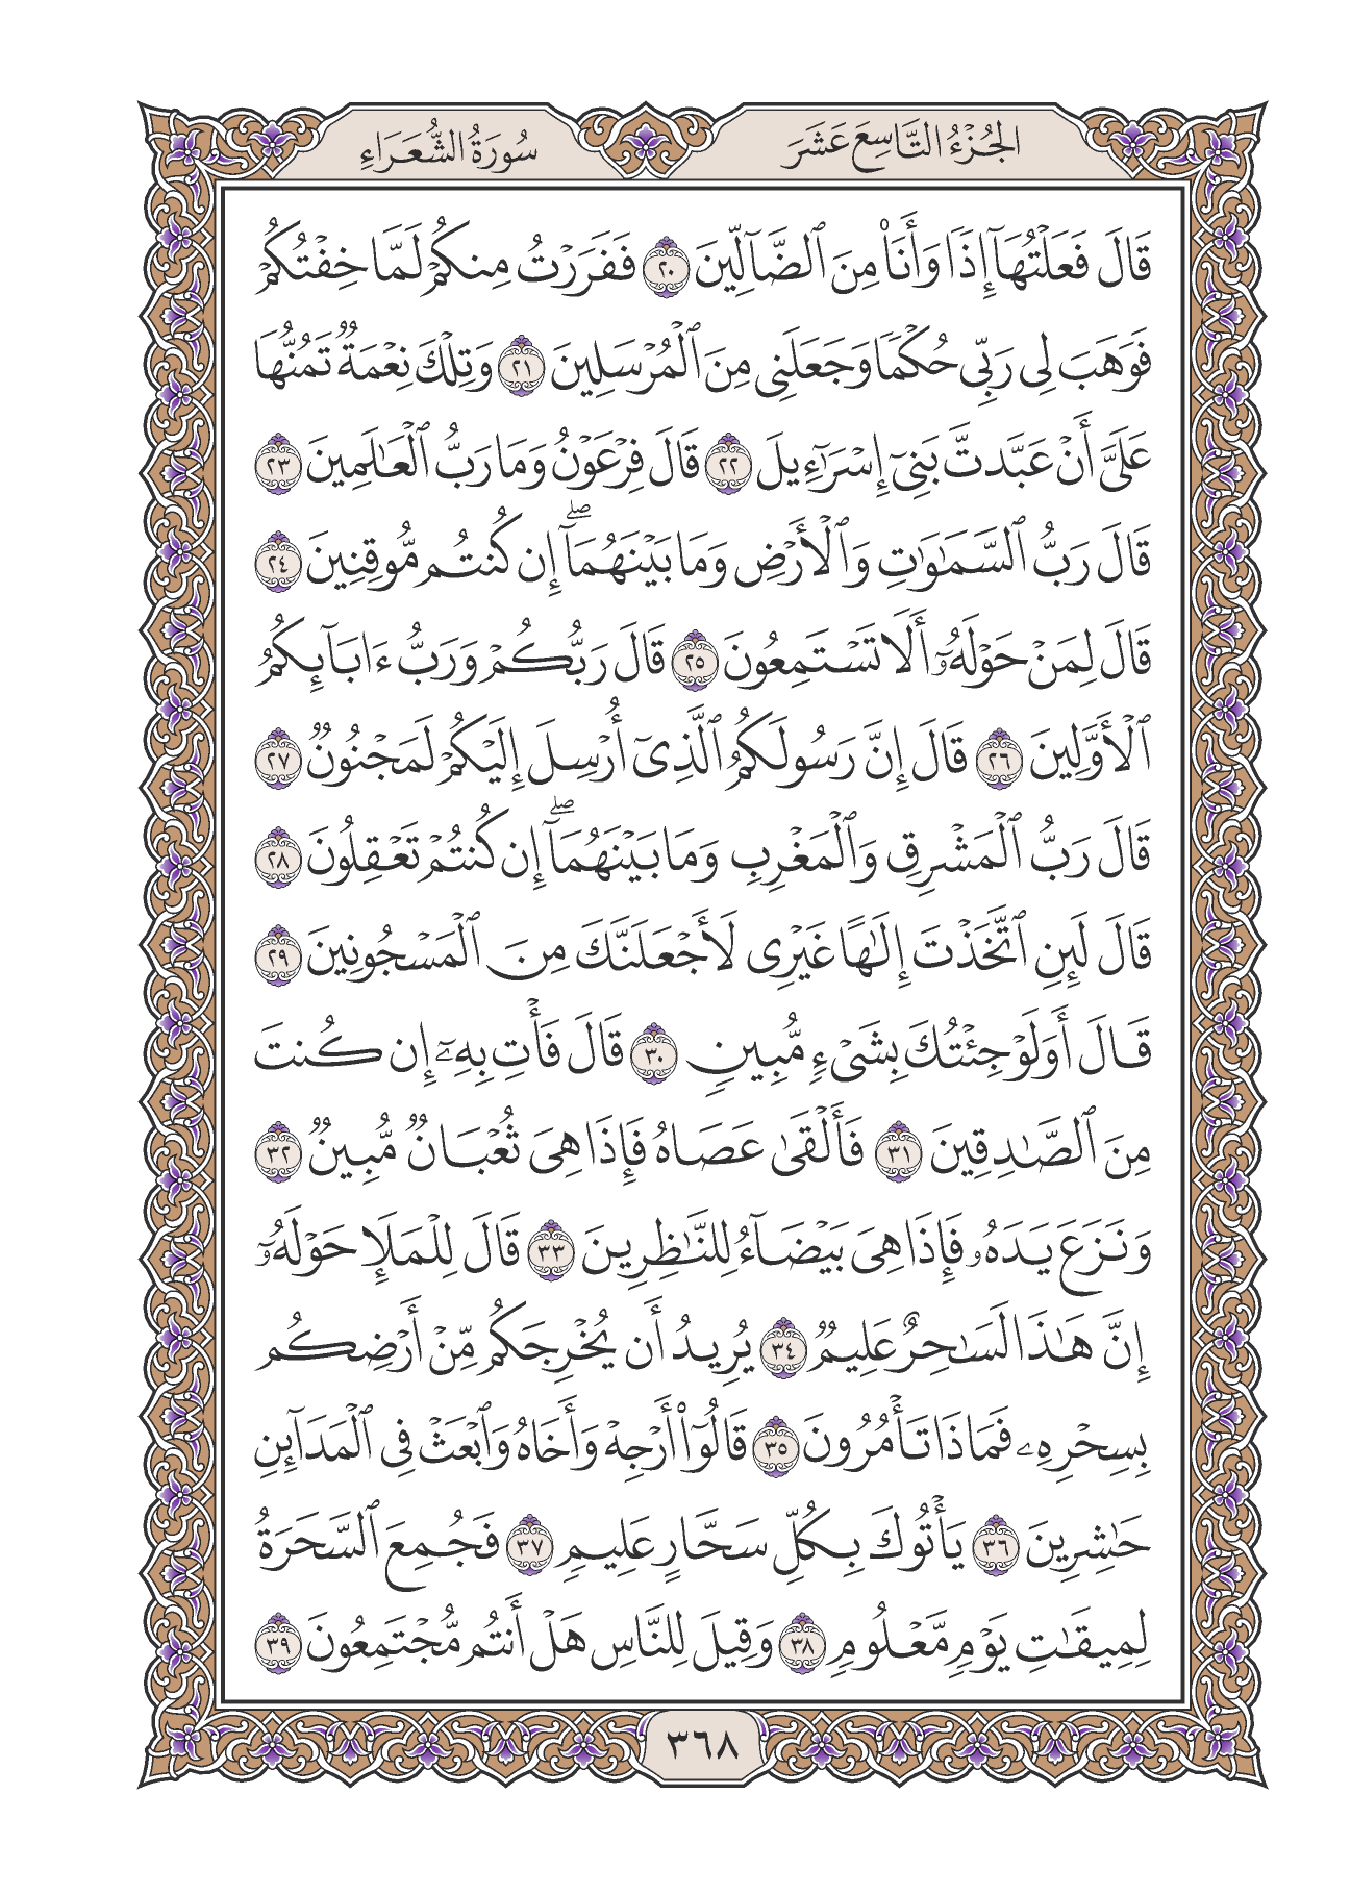 الجُزْءُ التَّاسِعَ عَشَرَ
سُورَةُ الشُّعَرَاءِ
قَالَ فَعَلْتُهَآ إِذًا وَأَنَا۠ مِنَ ٱلضَّآلِّينَ ٢٠ فَفَرَرْتُ مِنكُمْ لَمَّا خِفْتُكُمْ
فَوَهَبَ لِى رَبِّى حُكْمًا وَجَعَلَنِى مِنَ ٱلْمُرْسَلِينَ ٢١ وَتِلْكَ نِعْمَةٌ تَمُنُّهَا
عَلَىَّ أَنْ عَبَّدتَّ بَنِىٓ إِسْرَٰٓءِيلَ ٢٢ قَالَ فِرْعَوْنُ وَمَا رَبُّ ٱلْعَٰلَمِينَ ٢٣
قَالَ رَبُّ ٱلسَّمَٰوَٰتِ وَٱلْأَرْضِ وَمَا بَيْنَهُمَآ ۖ إِن كُنتُم مُّوقِنِينَ ٢٤
قَالَ لِمَنْ حَوْلَهُۥٓ أَلَا تَسْتَمِعُونَ ٢٥ قَالَ رَبُّكُمْ وَرَبُّ ءَابَآئِكُمُ
ٱلْأَوَّلِينَ ٢٦ قَالَ إِنَّ رَسُولَكُمُ ٱلَّذِىٓ أُرْسِلَ إِلَيْكُمْ لَمَجْنُونٌ ٢٧
قَالَ رَبُّ ٱلْمَشْرِقِ وَٱلْمَغْرِبِ وَمَا بَيْنَهُمَآ ۖ إِن كُنتُمْ تَعْقِلُونَ ٢٨
قَالَ لَئِنِ ٱتَّخَذْتَ إِلَٰهًا غَيْرِى لَأَجْعَلَنَّكَ مِنَ ٱلْمَسْجُونِينَ ٢٩
قَالَ أَوَلَوْ جِئْتُكَ بِشَىْءٍ مُّبِينٍ ٣٠ قَالَ فَأْتِ بِهِۦٓ إِن كُنتَ
مِنَ ٱلصَّٰدِقِينَ ٣١ فَأَلْقَىٰ عَصَاهُ فَإِذَا هِىَ ثُعْبَانٌ مُّبِينٌ ٣٢
وَنَزَعَ يَدَهُۥ فَإِذَا هِىَ بَيْضَآءُ لِلنَّٰظِرِينَ ٣٣ قَالَ لِلْمَلَإِ حَوْلَهُۥٓ
إِنَّ هَٰذَا لَسَٰحِرٌ عَلِيمٌ ٣٤ يُرِيدُ أَن يُخْرِجَكُم مِّنْ أَرْضِكُم
بِسِحْرِهِۦ فَمَاذَا تَأْمُرُونَ ٣٥ قَالُوٓا۟ أَرْجِهْ وَأَخَاهُ وَٱبْعَثْ فِى ٱلْمَدَآئِنِ
حَٰشِرِينَ ٣٦ يَأْتُوكَ بِكُلِّ سَحَّارٍ عَلِيمٍ ٣٧ فَجُمِعَ ٱلسَّحَرَةُ
لِمِيقَٰتِ يَوْمٍ مَّعْلُومٍ ٣٨ وَقِيلَ لِلنَّاسِ هَلْ أَنتُم مُّجْتَمِعُونَ ٣٩
٣٦٨